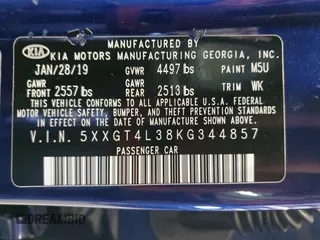 MANUFACTURED BY
KIA KIA MOTORS MANUFACTURING GEORGIA, INC.
JAN/28/19 GVWR 4497 lbs PAINT M5U
GAWR FRONT 2557 lbs GAWR REAR 2513 lbs TRIM WK
THIS VEHICLE CONFORMS TO ALL APPLICABLE
FEDERAL MOTOR VEHICLE SAFETY, BUMPER, AND THEFT
PREVENTION STANDARDS IN EFFECT ON THE DATE OF
MANUFACTURE SHOWN ABOVE.
V.I.N. 5XXGT4L38KG344857
PASSENGER CAR
©IDREAMBID